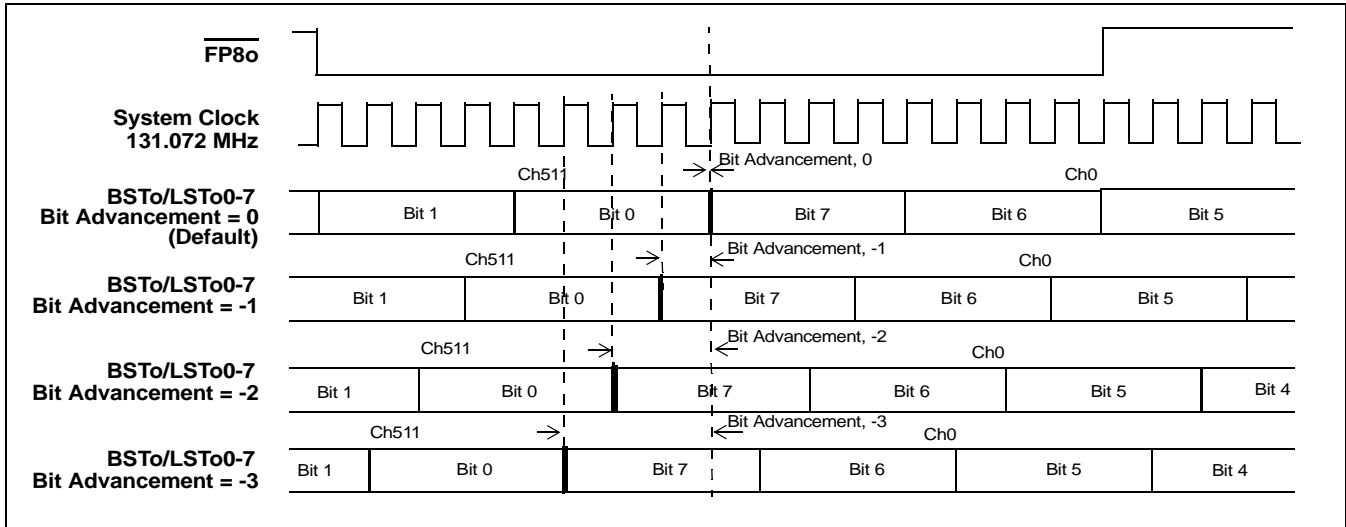 FP8o
System Clock
131.072 MHz
Bit Advancement, 0
Ch511
Ch0
BSTo/LSTo0-7
Bit Advancement = 0
(Default)
Bit 1
Bit 0
Bit 7
Bit 6
Bit 5
Bit Advancement, -1
Ch511
Ch0
BSTo/LSTo0-7
Bit Advancement = -1
Bit 1
Bit 0
Bit 7
Bit 6
Bit 5
Bit Advancement, -2
Ch511
Ch0
BSTo/LSTo0-7
Bit Advancement = -2
Bit 1
Bit 0
Bit 7
Bit 6
Bit 5
Bit 4
Bit Advancement, -3
Ch511
Ch0
BSTo/LSTo0-7
Bit Advancement = -3
Bit 1
Bit 0
Bit 7
Bit 6
Bit 5
Bit 4